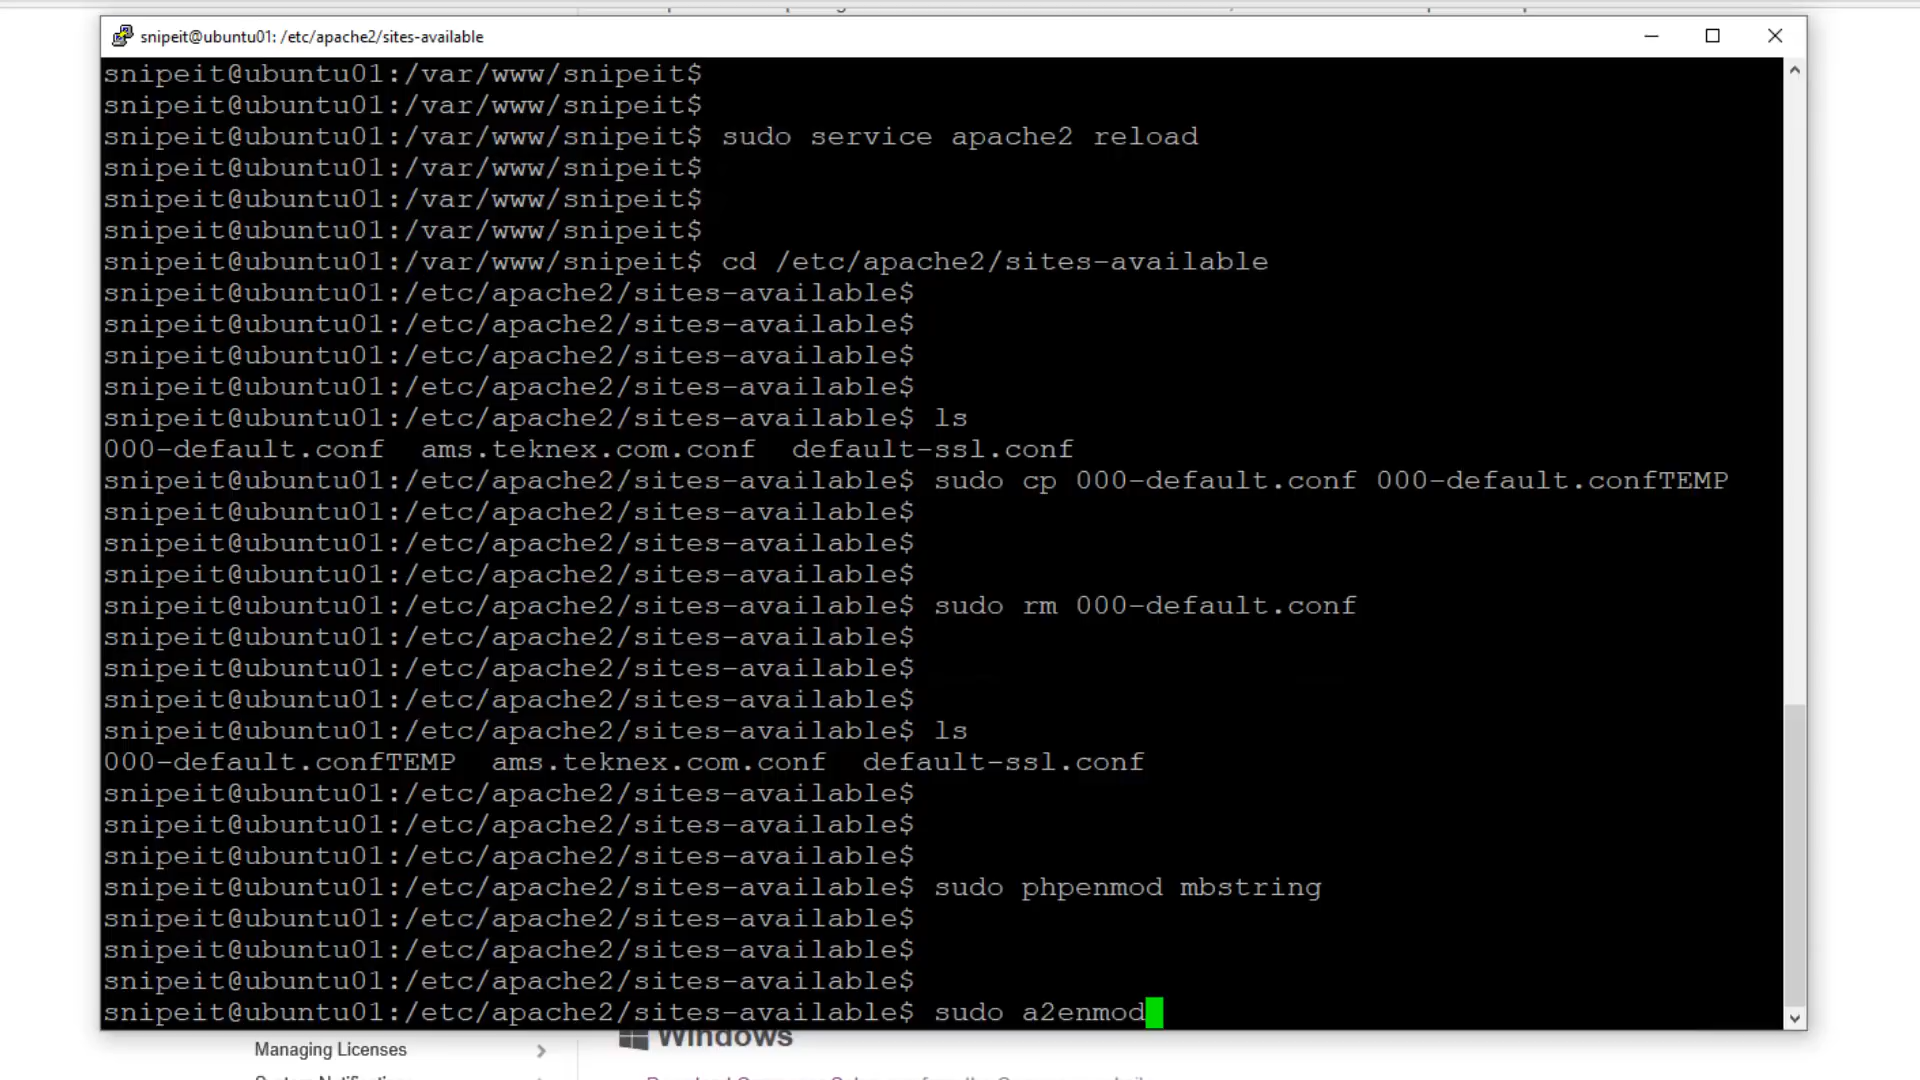 snipeit@ubuntu01: /etc/apache2/sites-available
snipeit@ubuntu01:/var/www/snipeit$
snipeit@ubuntu01:/var/www/snipeit$
snipeit@ubuntu01:/var/www/snipeit$ sudo service apache2 reload
snipeit@ubuntu01:/var/www/snipeit$
snipeit@ubuntu01:/var/www/snipeit$
snipeit@ubuntu01:/var/www/snipeit$
snipeit@ubuntu01:/var/www/snipeit$ cd /etc/apache2/sites-available
snipeit@ubuntu01:/etc/apache2/sites-available$
snipeit@ubuntu01:/etc/apache2/sites-available$
snipeit@ubuntu01:/etc/apache2/sites-available$
snipeit@ubuntu01:/etc/apache2/sites-available$
snipeit@ubuntu01:/etc/apache2/sites-available$ ls
000-default.conf  ams.teknex.com.conf  default-ssl.conf
snipeit@ubuntu01:/etc/apache2/sites-available$ sudo cp 000-default.conf 000-default.confTEMP
snipeit@ubuntu01:/etc/apache2/sites-available$
snipeit@ubuntu01:/etc/apache2/sites-available$
snipeit@ubuntu01:/etc/apache2/sites-available$
snipeit@ubuntu01:/etc/apache2/sites-available$ sudo rm 000-default.conf
snipeit@ubuntu01:/etc/apache2/sites-available$
snipeit@ubuntu01:/etc/apache2/sites-available$
snipeit@ubuntu01:/etc/apache2/sites-available$
snipeit@ubuntu01:/etc/apache2/sites-available$ ls
000-default.confTEMP  ams.teknex.com.conf  default-ssl.conf
snipeit@ubuntu01:/etc/apache2/sites-available$
snipeit@ubuntu01:/etc/apache2/sites-available$
snipeit@ubuntu01:/etc/apache2/sites-available$
snipeit@ubuntu01:/etc/apache2/sites-available$ sudo phpenmod mbstring
snipeit@ubuntu01:/etc/apache2/sites-available$
snipeit@ubuntu01:/etc/apache2/sites-available$
snipeit@ubuntu01:/etc/apache2/sites-available$
snipeit@ubuntu01:/etc/apache2/sites-available$ sudo a2enmod
Windows
Managing Licenses